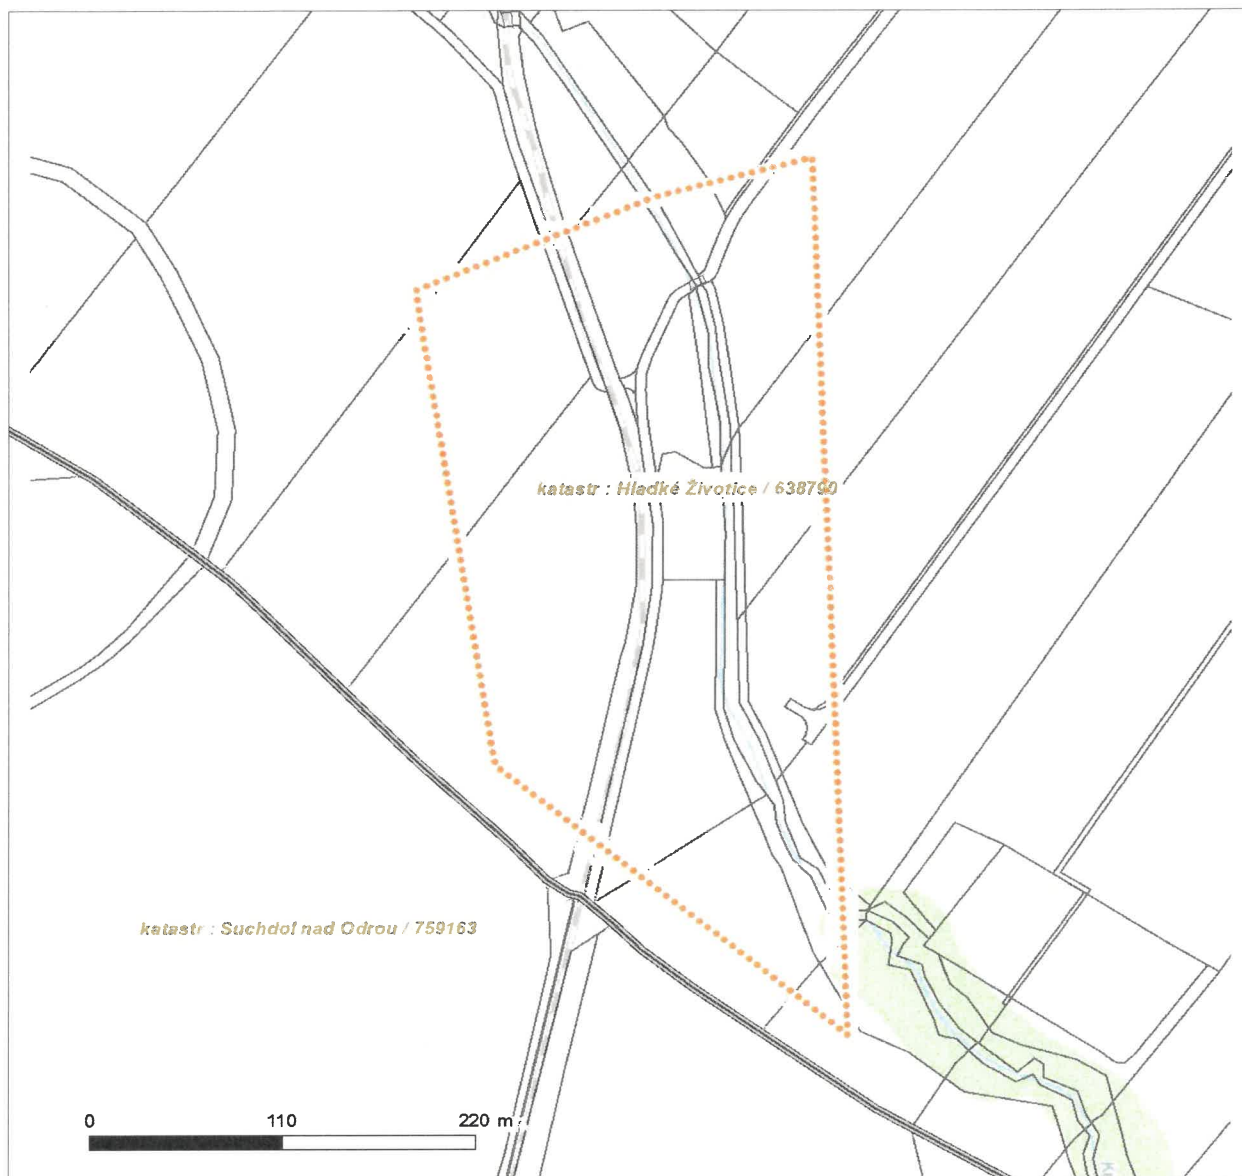 katastr : Hladké Životice / 638790
katastr : Suchdol nad Odrou / 759163
0 110 220 m